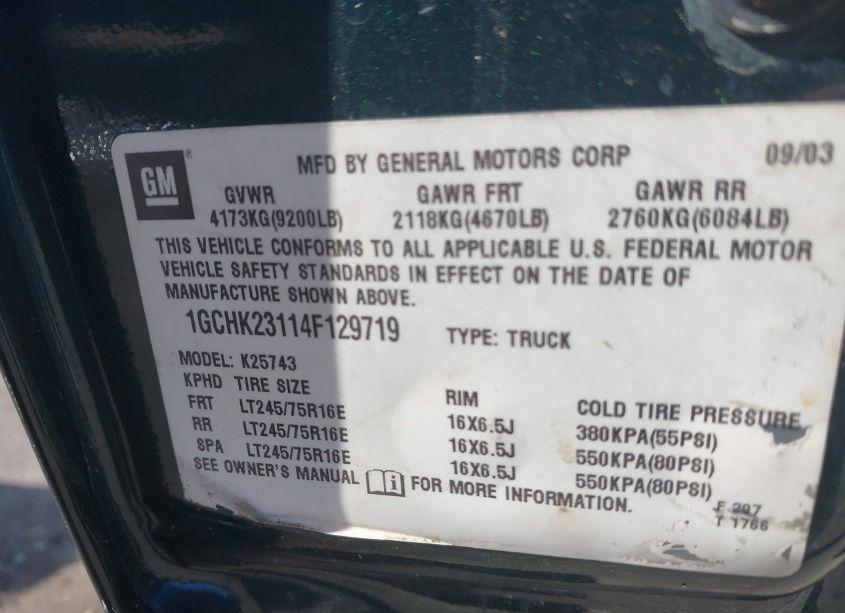 GM
MFD BY GENERAL MOTORS CORP 09/03
GVWR GAWR FRT GAWR RR
4173KG(9200LB) 2118KG(4670LB) 2760KG(6084LB)
THIS VEHICLE CONFORMS TO ALL APPLICABLE U.S. FEDERAL MOTOR
VEHICLE SAFETY STANDARDS IN EFFECT ON THE DATE OF
MANUFACTURE SHOWN ABOVE.
1GCHK23114F129719 TYPE: TRUCK
MODEL: K25743
KPHD TIRE SIZE RIM COLD TIRE PRESSURE
FRT LT245/75R16E 16X6.5J 380KPA(55PSI)
RR LT245/75R16E 16X6.5J 550KPA(80PSI)
SPA LT245/75R16E 16X6.5J 550KPA(80PSI)
SEE OWNER'S MANUAL FOR MORE INFORMATION.
F 207
T 1766